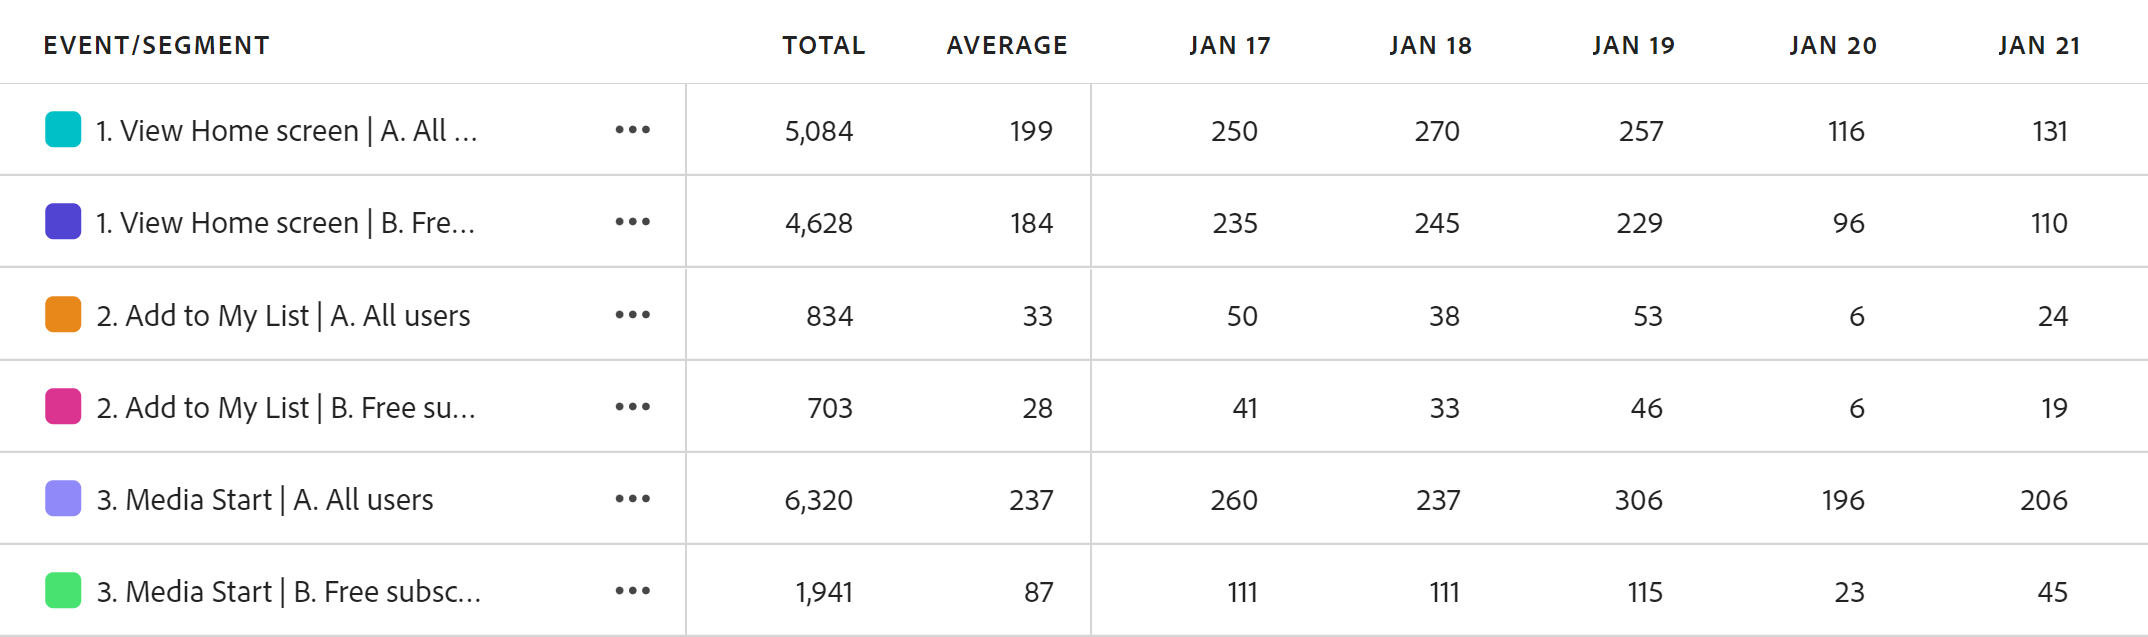 EVENT/SEGMENT TOTAL AVERAGE JAN 17 JAN 18 JAN 19 JAN 20 JAN 21
1. View Home screen | A. All ... ••• 5,084 199 250 270 257 116 131
1. View Home screen | B. Fre... ••• 4,628 184 235 245 229 96 110
2. Add to My List | A. All users ••• 834 33 50 38 53 6 24
2. Add to My List | B. Free su... ••• 703 28 41 33 46 6 19
3. Media Start | A. All users ••• 6,320 237 260 237 306 196 206
3. Media Start | B. Free subsc... ••• 1,941 87 111 111 115 23 45